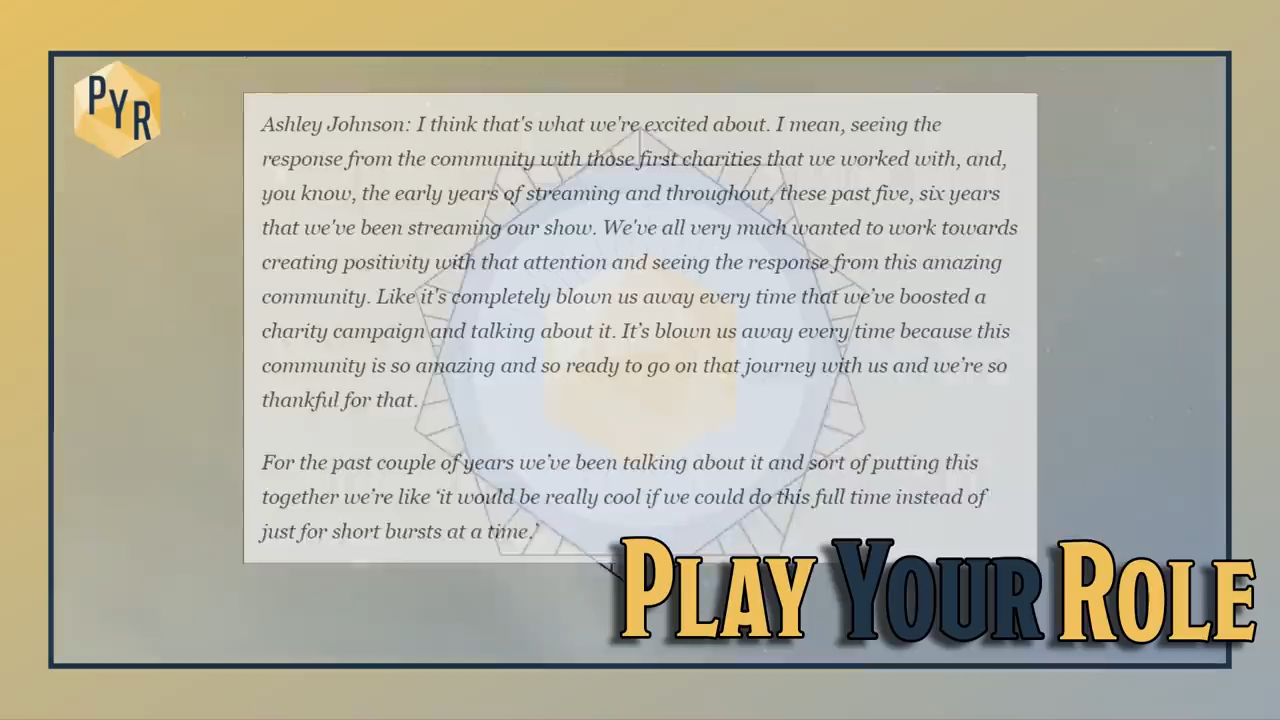 PYR
Ashley Johnson: I think that's what we're excited about. I mean, seeing the
response from the community with those first charities that we worked with, and,
you know, the early years of streaming and throughout, these past five, six years
that we've been streaming our show. We've all very much wanted to work towards
creating positivity with that attention and seeing the response from this amazing
community. Like it's completely blown us away every time that we’ve boosted a
charity campaign and talking about it. It’s blown us away every time because this
community is so amazing and so ready to go on that journey with us and we’re so
thankful for that.
For the past couple of years we’ve been talking about it and sort of putting this
together we’re like ‘it would be really cool if we could do this full time instead of
just for short bursts at a time.’
PLAY YOUR ROLE